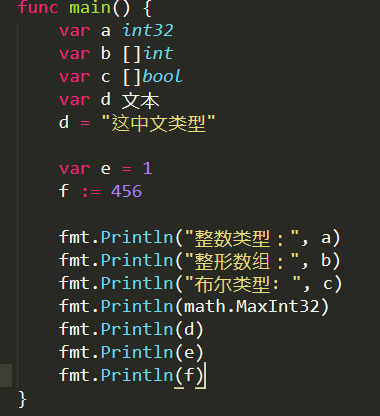 func main() {
var a int32
var b []int
var c []bool
var d 文本
d = "这中文类型"
var e = 1
f := 456
fmt.Println("整数类型：", a)
fmt.Println("整形数组：", b)
fmt.Println("布尔类型: ", c)
fmt.Println(math.MaxInt32)
fmt.Println(d)
fmt.Println(e)
fmt.Println(f)
}